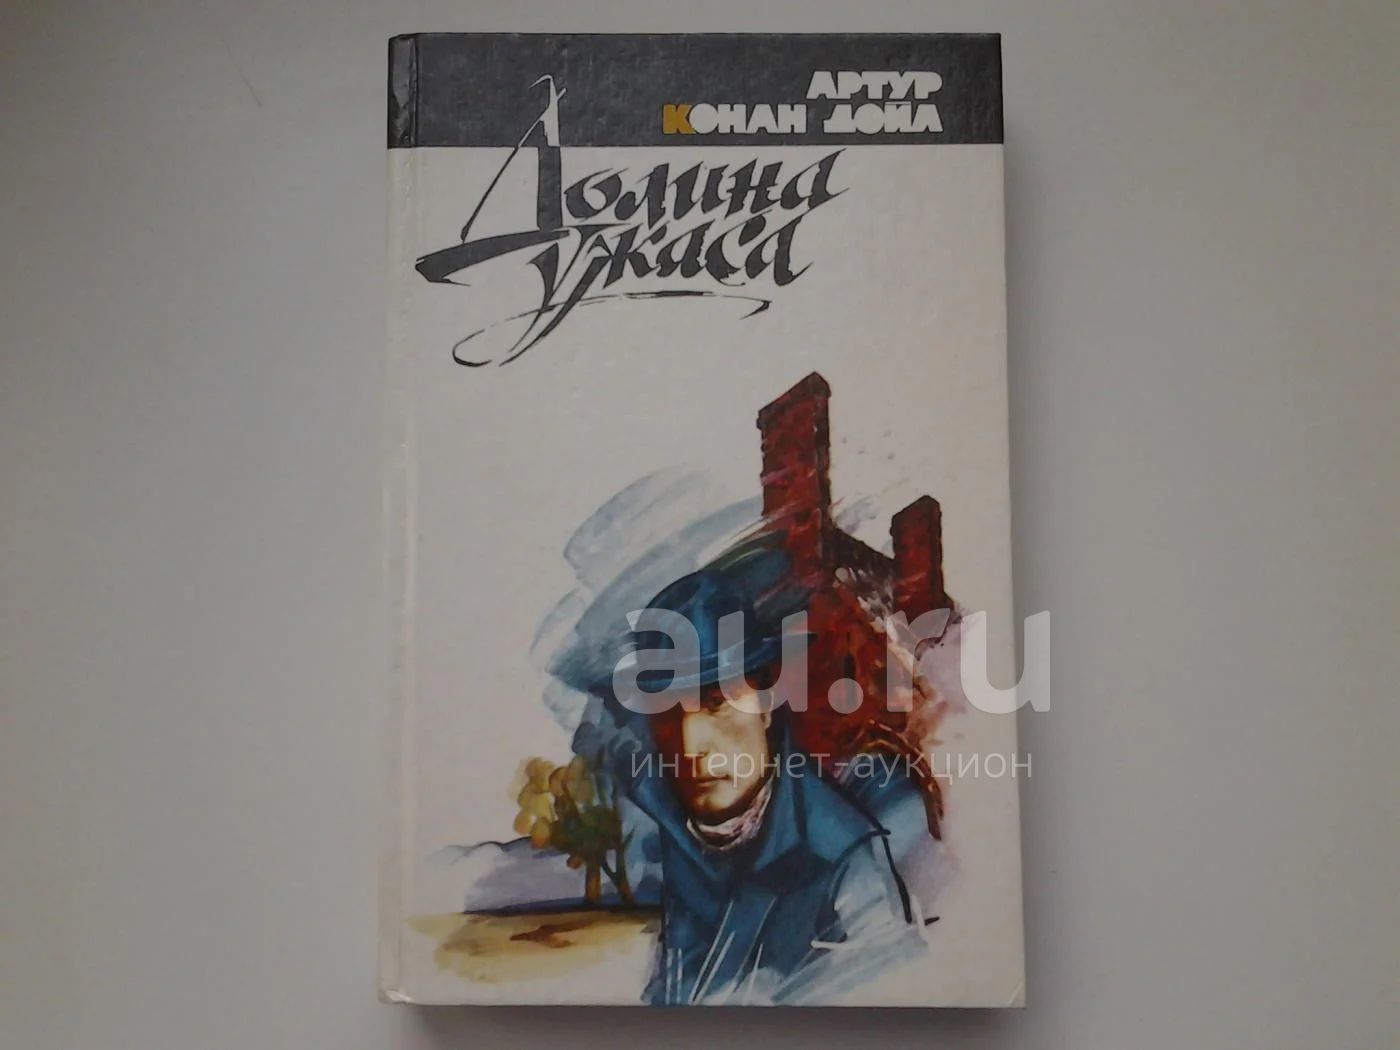 АРТУР
КОНАН ДОЙЛ
Долина
ужаса
au.ru
интернет-аукцион